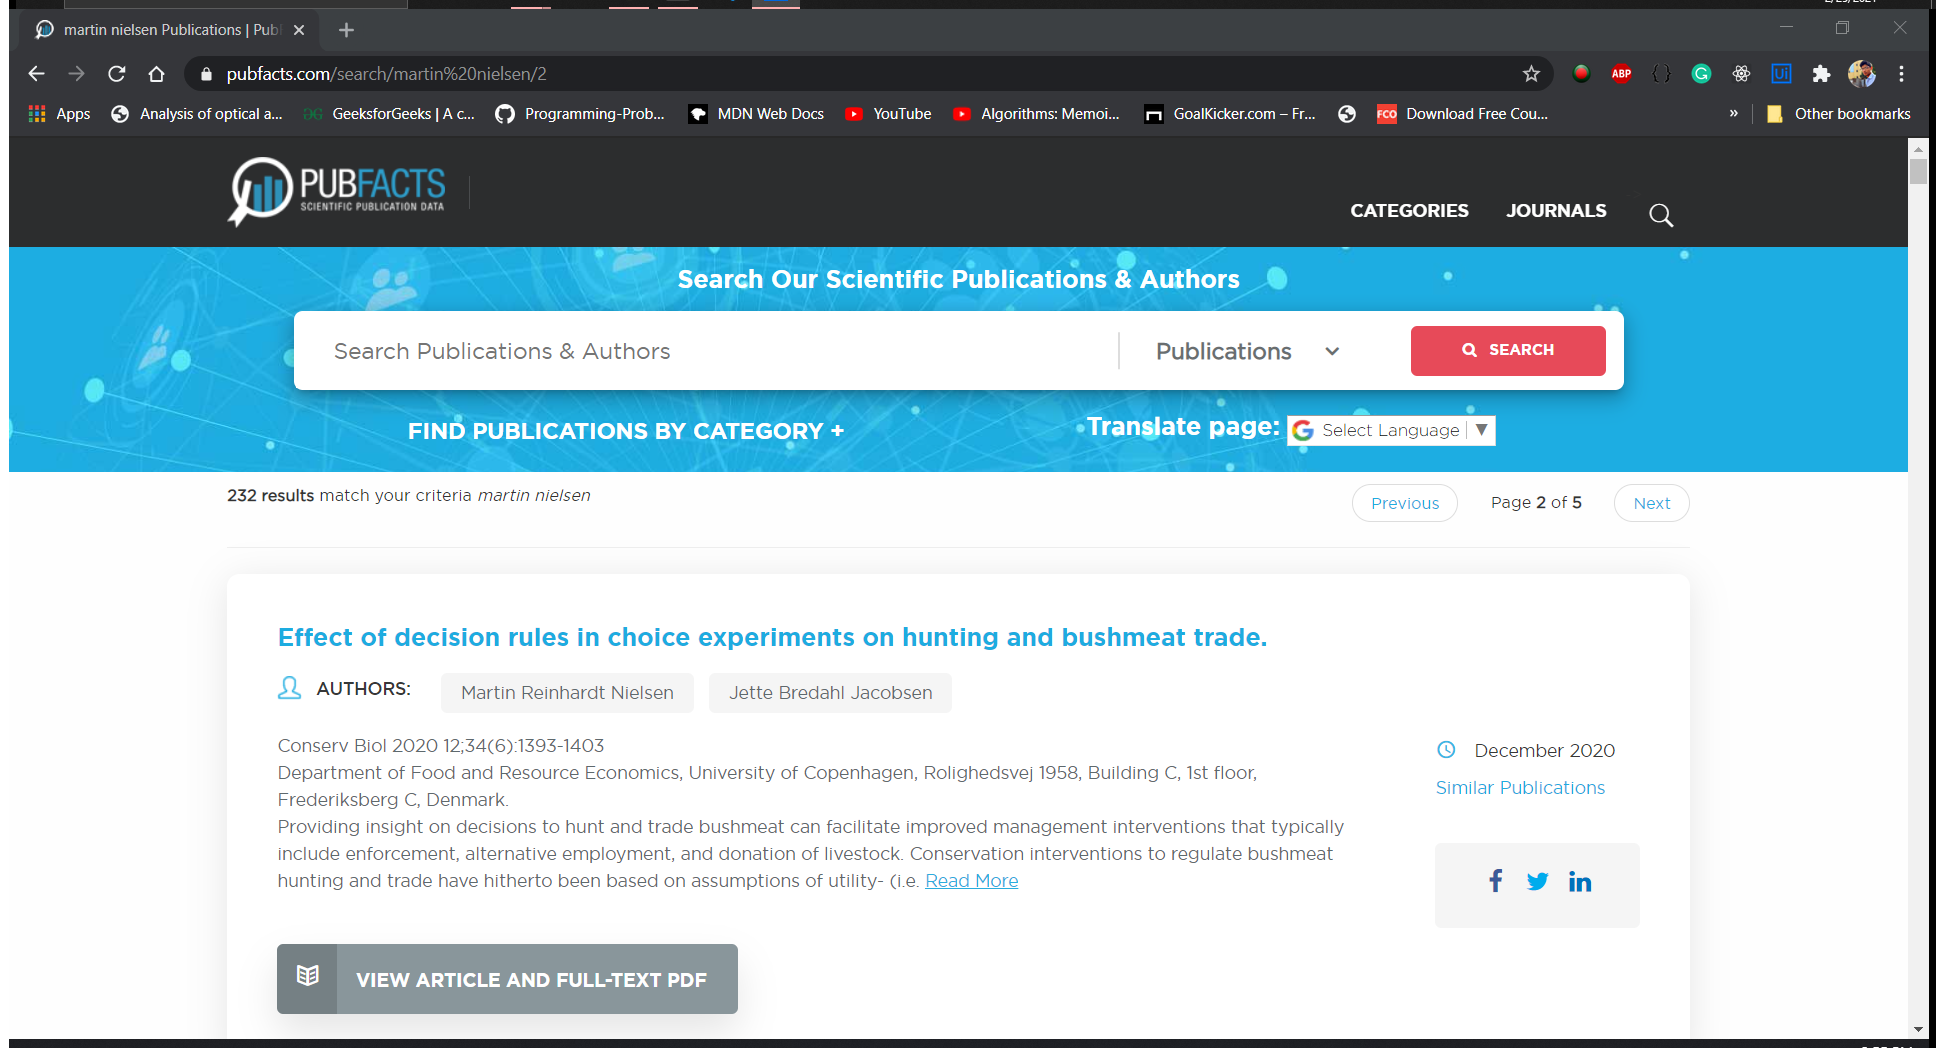 martin nielsen Publications | Pub
pubfacts.com/search/martin%20nielsen/2
ABP
Ui
Apps
Analysis of optical a...
GeeksforGeeks | A c...
Programming-Prob...
MDN Web Docs
YouTube
Algorithms: Memoi...
GoalKicker.com – Fr...
FCO
Download Free Cou...
»
Other bookmarks
PUBFACTS
SCIENTIFIC PUBLICATION DATA
CATEGORIES
JOURNALS
Search Our Scientific Publications & Authors
Search Publications & Authors
Publications
SEARCH
FIND PUBLICATIONS BY CATEGORY +
Translate page:
Select Language
232 results match your criteria martin nielsen
Previous
Page 2 of 5
Next
Effect of decision rules in choice experiments on hunting and bushmeat trade.
AUTHORS:
Martin Reinhardt Nielsen
Jette Bredahl Jacobsen
Conserv Biol 2020 12;34(6):1393-1403
Department of Food and Resource Economics, University of Copenhagen, Rolighedsvej 1958, Building C, 1st floor,
Frederiksberg C, Denmark.
Providing insight on decisions to hunt and trade bushmeat can facilitate improved management interventions that typically
include enforcement, alternative employment, and donation of livestock. Conservation interventions to regulate bushmeat
hunting and trade have hitherto been based on assumptions of utility- (i.e. Read More
December 2020
Similar Publications
VIEW ARTICLE AND FULL-TEXT PDF